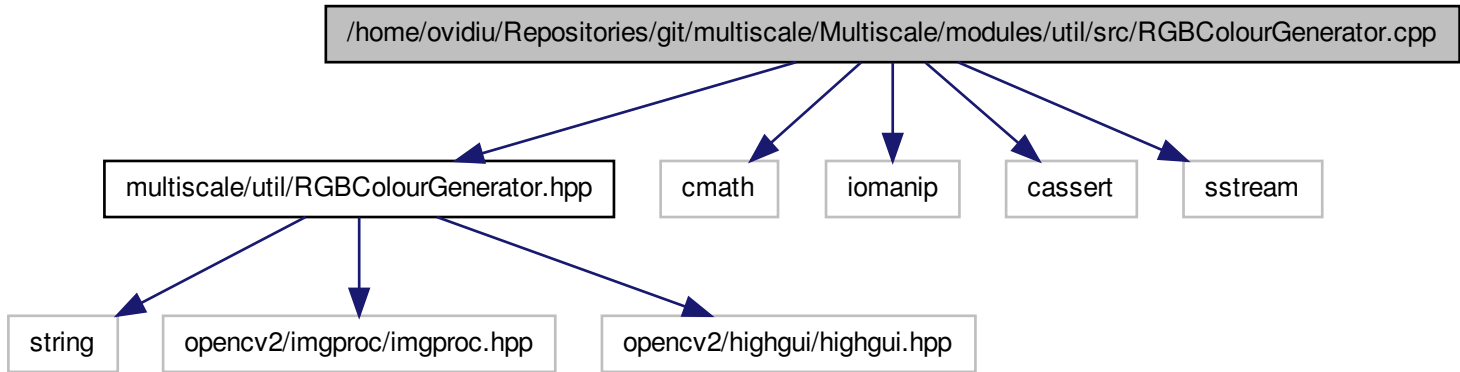 /home/ovidiu/Repositories/git/multiscale/Multiscale/modules/util/src/RGBColourGenerator.cpp
multiscale/util/RGBColourGenerator.hpp
cmath
iomanip
cassert
sstream
string
opencv2/imgproc/imgproc.hpp
opencv2/highgui/highgui.hpp